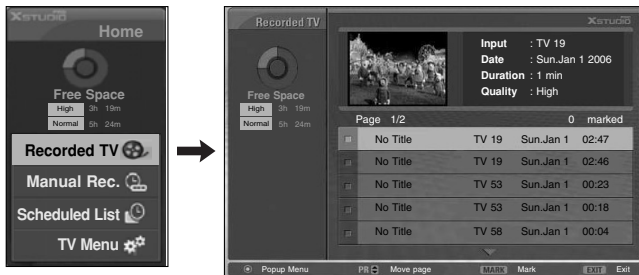 XSTUDIO
Home
Free Space
High 3h 19m
Normal 5h 24m
Recorded TV
Manual Rec.
Scheduled List
TV Menu
Recorded TV
XSTUDIO
Free Space
High 3h 19m
Normal 5h 24m
Input : TV 19
Date : Sun.Jan 1 2006
Duration : 1 min
Quality : High
Page 1/2 0 marked
No Title TV 19 Sun.Jan 1 02:47
No Title TV 19 Sun.Jan 1 02:46
No Title TV 53 Sun.Jan 1 00:23
No Title TV 53 Sun.Jan 1 00:18
No Title TV 58 Sun.Jan 1 00:04
Popup Menu PR Move page MARK Mark EXIT Exit